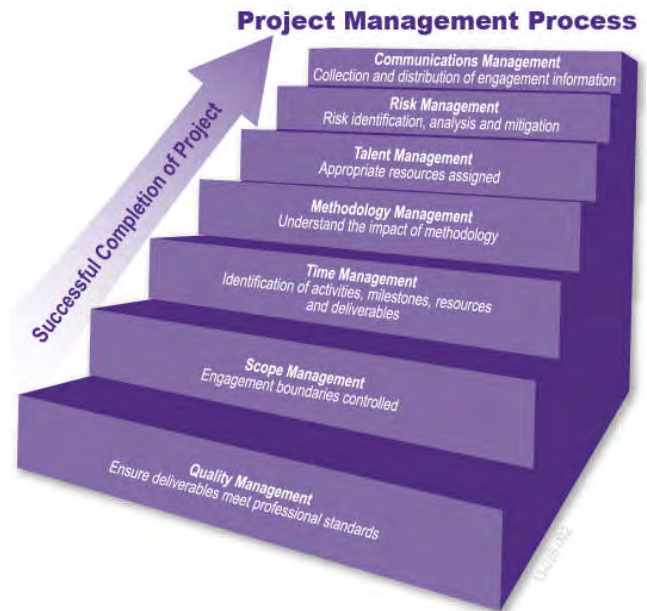 Project Management Process
Communications Management
Collection and distribution of engagement information
Risk Management
Risk identification, analysis and mitigation
Talent Management
Appropriate resources assigned
Methodology Management
Understand the impact of methodology
Time Management
Identification of activities, milestones, resources
and deliverables
Scope Management
Engagement boundaries controlled
Quality Management
Ensure deliverables meet professional standards
Successful Completion of Project